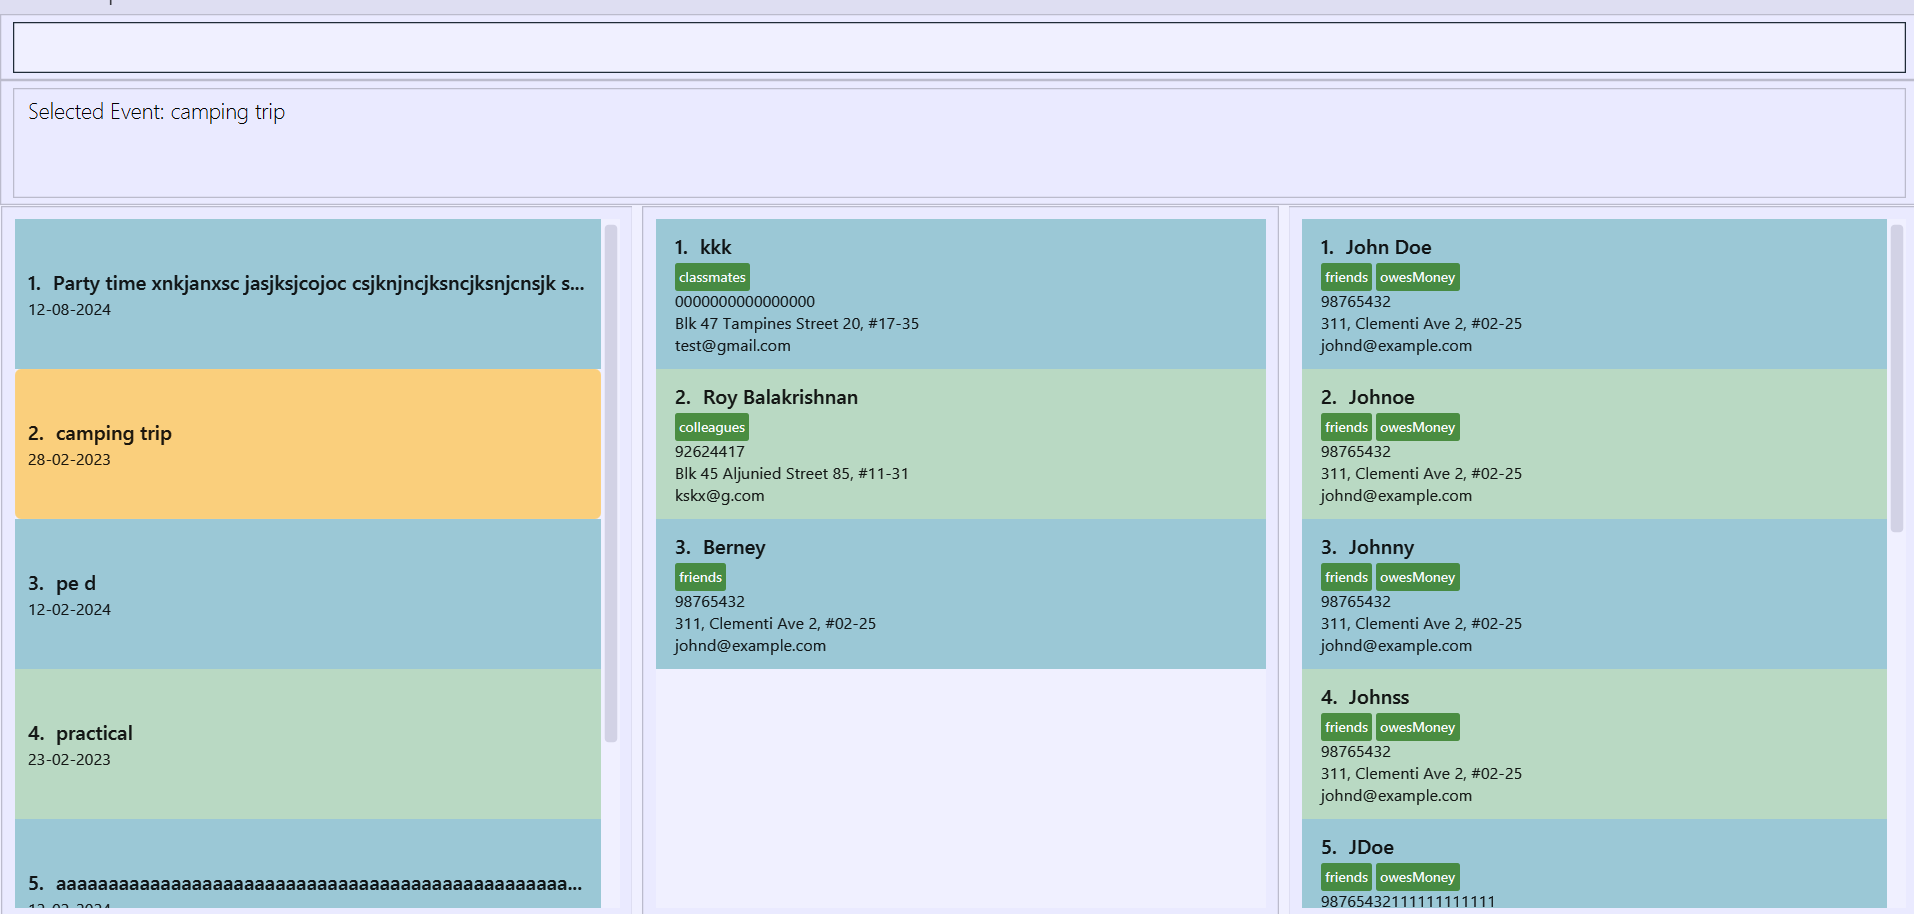 Selected Event: camping trip
1. Party time xnkjanxsc jasjksjcojoc csjknjncjksncjksnjcnsjk s...
12-08-2024
2. camping trip
28-02-2023
3. pe d
12-02-2024
4. practical
23-02-2023
5. aaaaaaaaaaaaaaaaaaaaaaaaaaaaaaaaaaaaaaaaaaaaaaaaa...
1. kkk
classmates
0000000000000000
Blk 47 Tampines Street 20, #17-35
test@gmail.com
2. Roy Balakrishnan
colleagues
92624417
Blk 45 Aljunied Street 85, #11-31
kskx@g.com
3. Berney
friends
98765432
311, Clementi Ave 2, #02-25
johnd@example.com
1. John Doe
friends owesMoney
98765432
311, Clementi Ave 2, #02-25
johnd@example.com
2. Johnoe
friends owesMoney
98765432
311, Clementi Ave 2, #02-25
johnd@example.com
3. Johnny
friends owesMoney
98765432
311, Clementi Ave 2, #02-25
johnd@example.com
4. Johnss
friends owesMoney
98765432
311, Clementi Ave 2, #02-25
johnd@example.com
5. JDoe
friends owesMoney
98765432111111111111